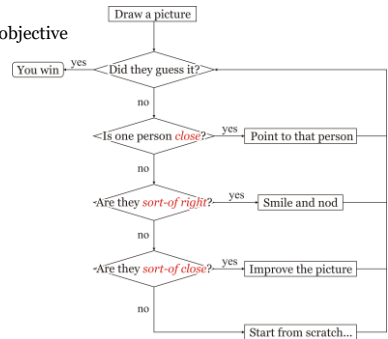 Draw a picture
objective
You win
yes
Did they guess it?
no
Is one person close?
yes
Point to that person
no
Are they sort-of right?
yes
Smile and nod
no
Are they sort-of close?
yes
Improve the picture
no
Start from scratch...